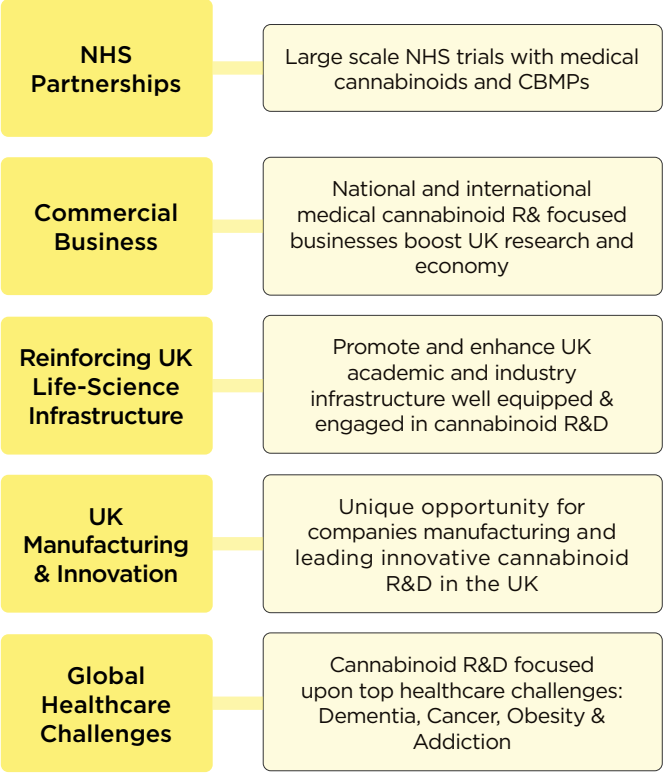 NHS
Partnerships
Large scale NHS trials with medical
cannabinoids and CBMPs
Commercial
Business
National and international
medical cannabinoid R& focused
businesses boost UK research and
economy
Reinforcing UK
Life-Science
Infrastructure
Promote and enhance UK
academic and industry
infrastructure well equipped &
engaged in cannabinoid R&D
UK
Manufacturing
& Innovation
Unique opportunity for
companies manufacturing and
leading innovative cannabinoid
R&D in the UK
Global
Healthcare
Challenges
Cannabinoid R&D focused
upon top healthcare challenges:
Dementia, Cancer, Obesity &
Addiction